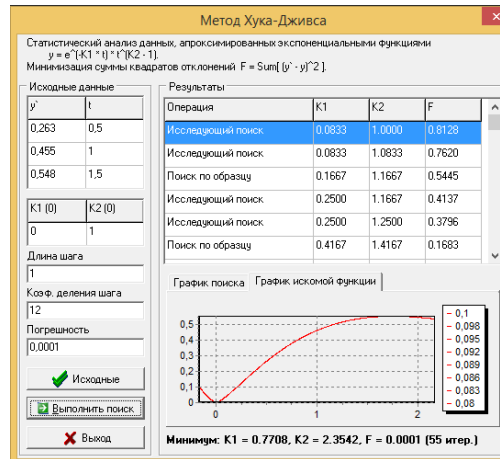 Метод Хука-Дживса
Статистический анализ данных, апроксимированных экспоненциальными функциями
y = e^(-K1 * t) * t^(K2 - 1).
Минимизация суммы квадратов отклонений F = Sum[ (y` - y)^2 ].
Исходные данные
y` t
0,263 0,5
0,455 1
0,548 1,5
K1 (0) K2 (0)
0 1
Длина шага
1
Коэф. деления шага
12
Погрешность
0,0001
Исходные
Выполнить поиск
Выход
Результаты
Операция K1 K2 F
Исследующий поиск 0.0833 1.0000 0.8128
Исследующий поиск 0.0833 1.0833 0.7620
Поиск по образцу 0.1667 1.1667 0.5445
Исследующий поиск 0.2500 1.1667 0.4137
Исследующий поиск 0.2500 1.2500 0.3796
Поиск по образцу 0.4167 1.4167 0.1683
График поиска График искомой функции
0,5
0,4
0,3
0,2
0,1
0
0 1 2
0,1
0,098
0,095
0,092
0,089
0,086
0,083
0,08
Минимум: K1 = 0.7708, K2 = 2.3542, F = 0.0001 (55 итер.)